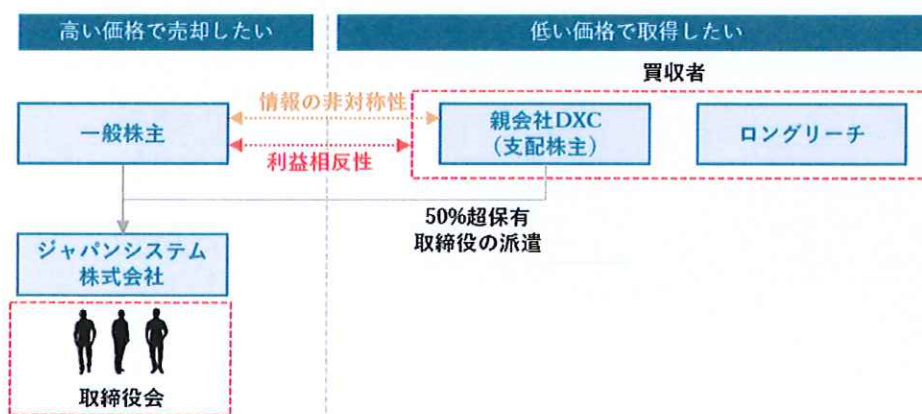 高い価格で売却したい
低い価格で取得したい
買収者
情報の非対称性
一般株主
親会社DXC
(支配株主)
ロングリーチ
利益相反性
50%超保有
取締役の派遣
ジャパンシステム
株式会社
取締役会